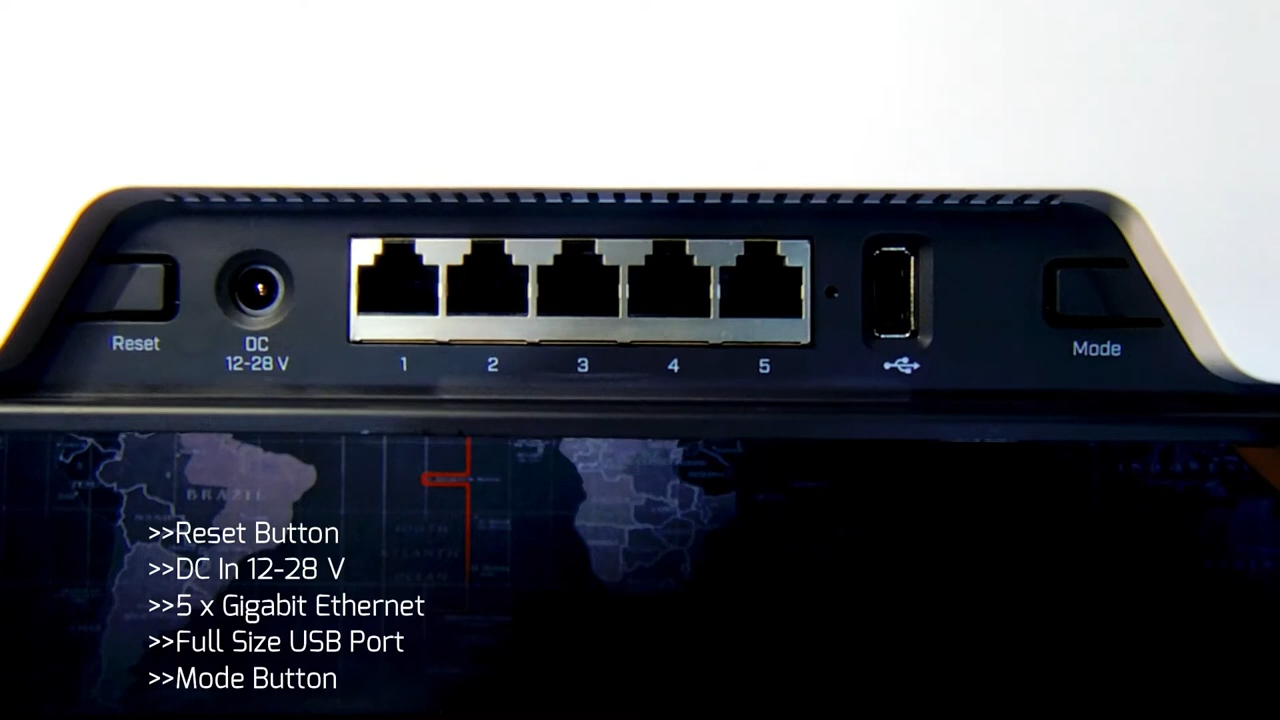 Reset
DC
12-28 V
1
2
3
4
5
Mode
BRAZIL
>>Reset Button
>>DC In 12-28 V
>>5 x Gigabit Ethernet
>>Full Size USB Port
>>Mode Button